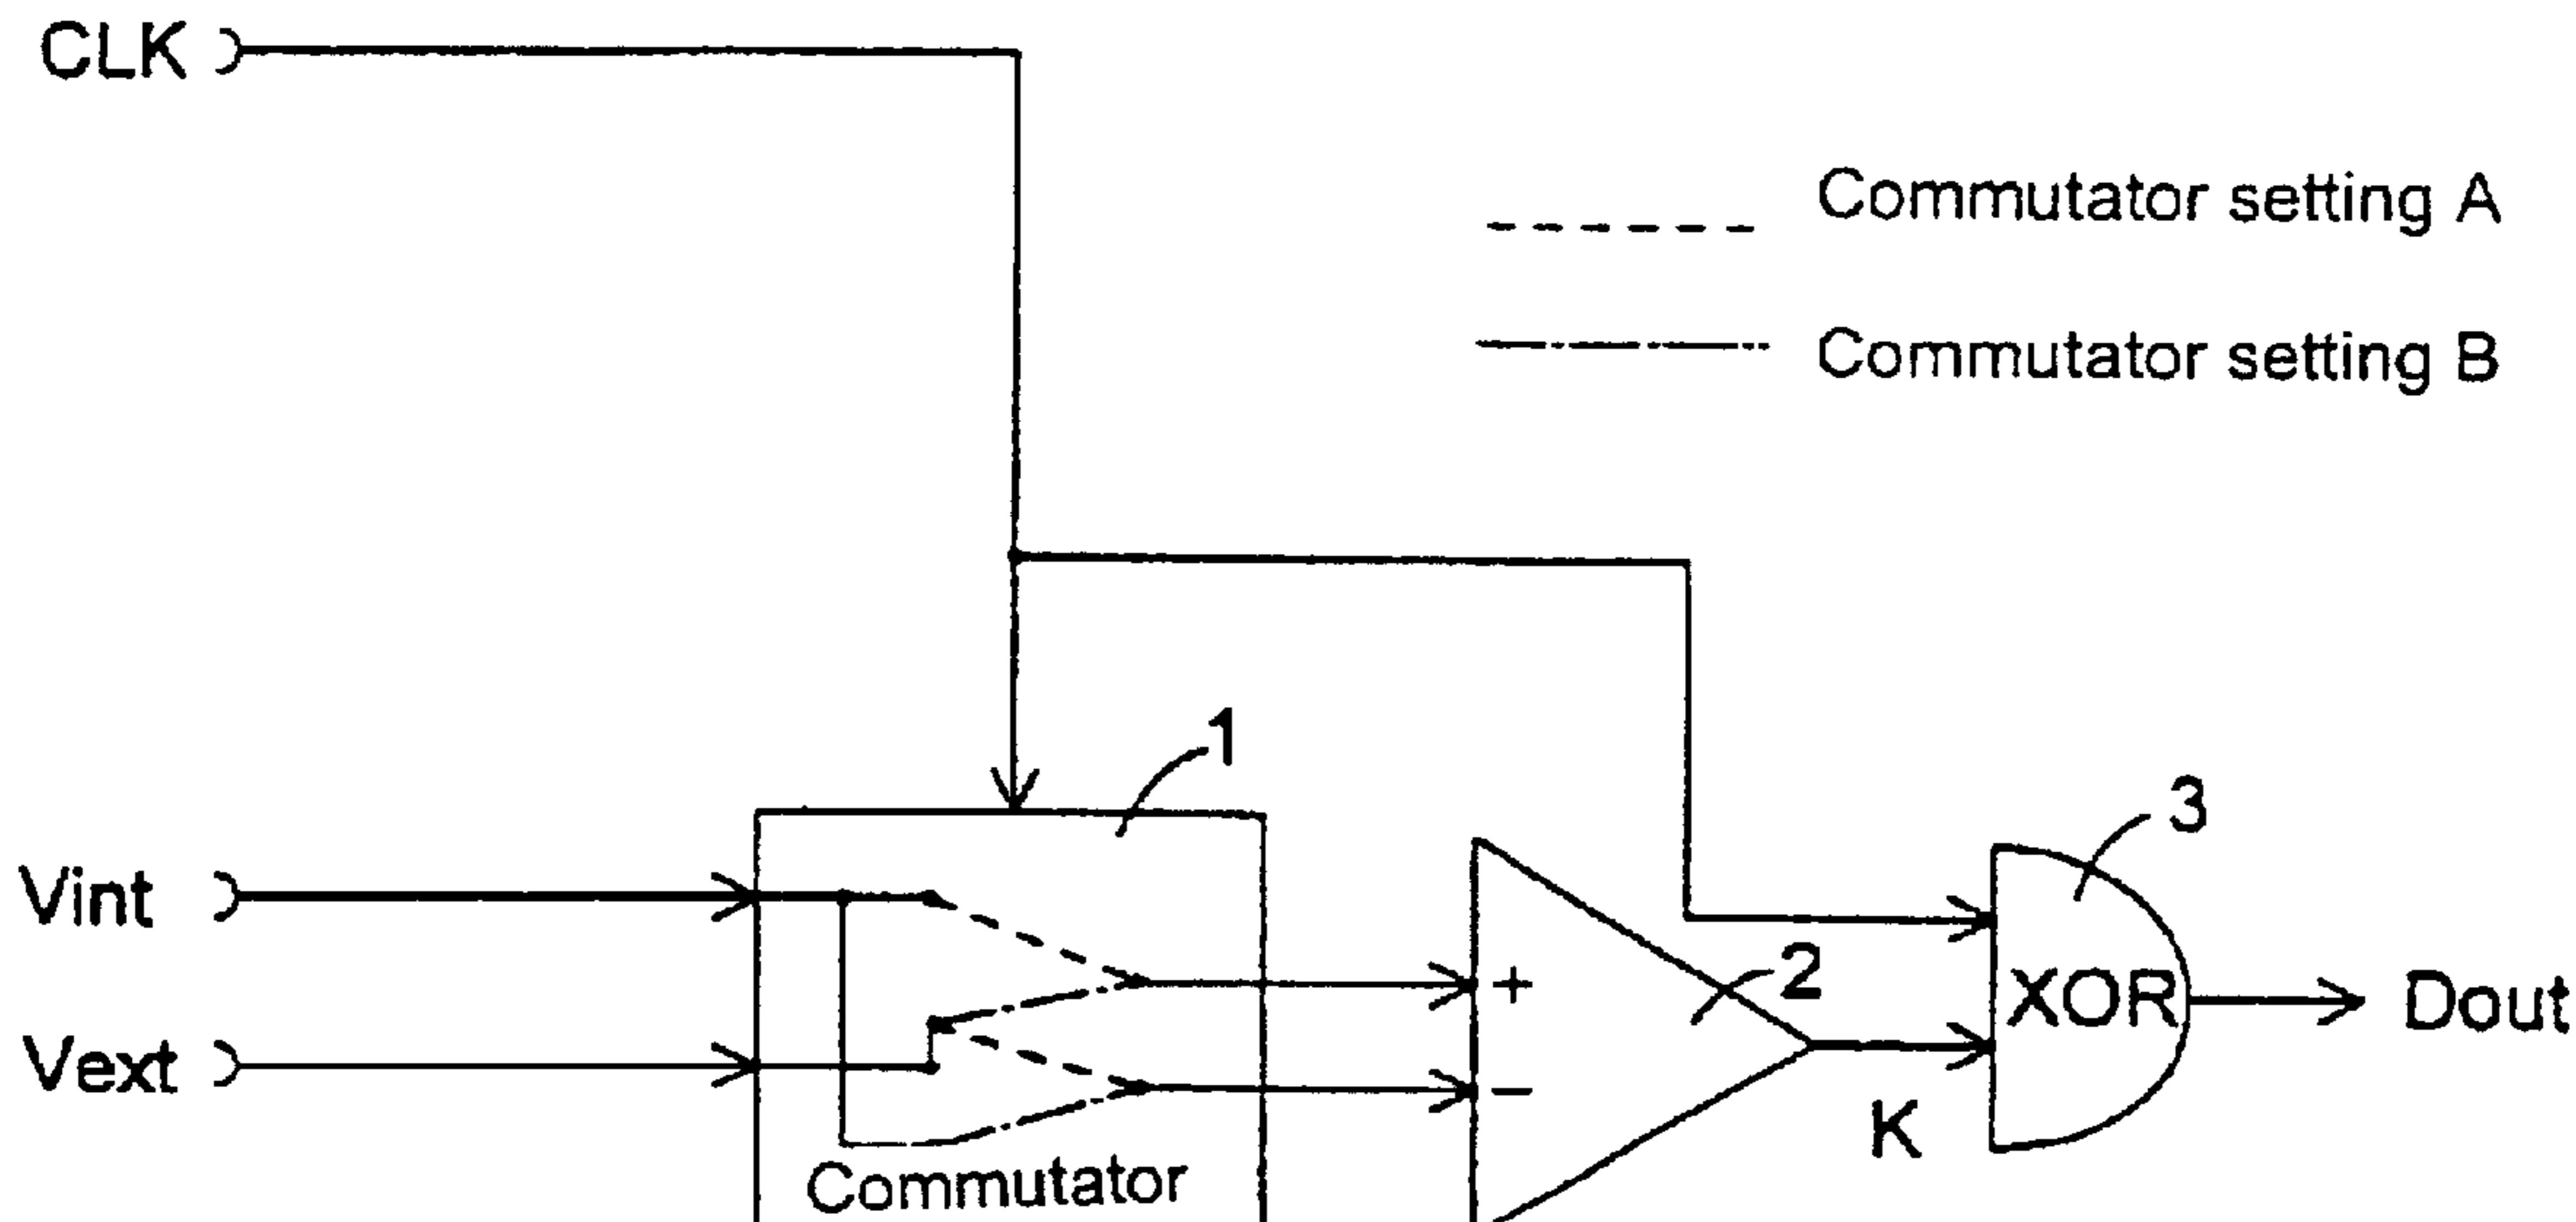 CLK
Commutator setting A
Commutator setting B
1
3
Vint
2
+
XOR
Dout
Vext
−
K
Commutator